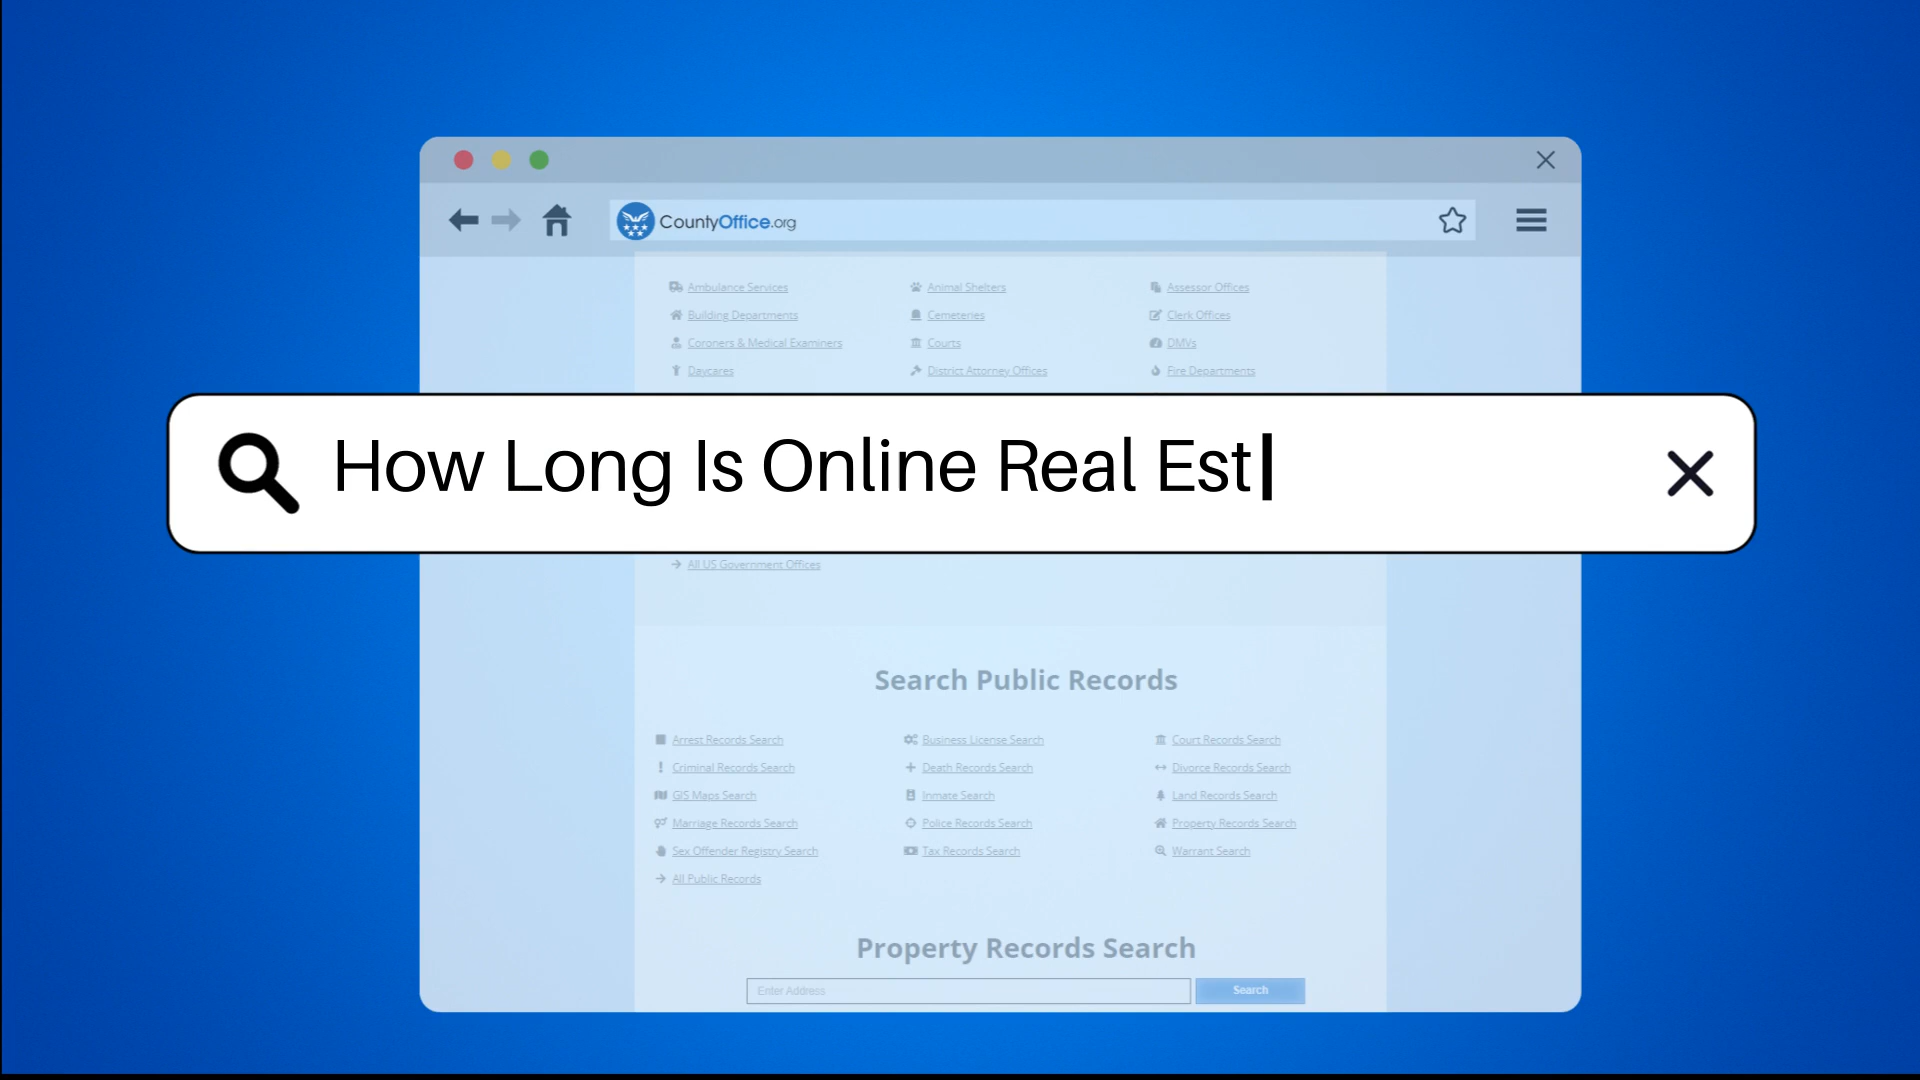 CountyOffice.org
Ambulance Services Animal Shelters Assessor Offices
Building Departments Cemeteries Clerk Offices
Coroners & Medical Examiners Courts DMVs
Daycares District Attorney Offices Fire Departments
How Long Is Online Real Est
All US Government Offices
Search Public Records
Arrest Records Search Business License Search Court Records Search
Criminal Records Search Death Records Search Divorce Records Search
GIS Maps Search Inmate Search Land Records Search
Marriage Records Search Police Records Search Property Records Search
Sex Offender Registry Search Tax Records Search Warrant Search
All Public Records
Property Records Search
Enter Address Search